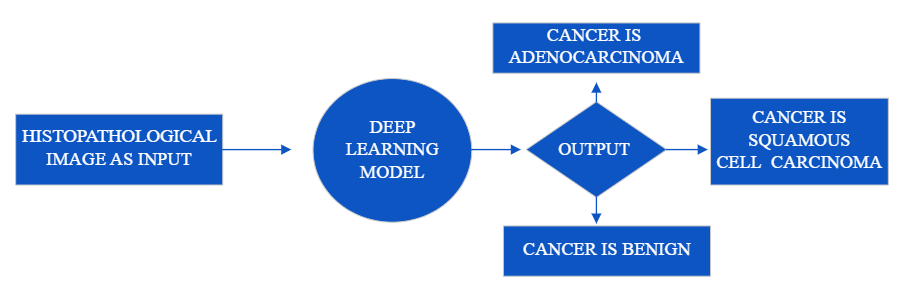 HISTOPATHOLOGICAL
IMAGE AS INPUT
DEEP
LEARNING
MODEL
OUTPUT
CANCER IS
ADENOCARCINOMA
CANCER IS
SQUAMOUS
CELL CARCINOMA
CANCER IS BENIGN